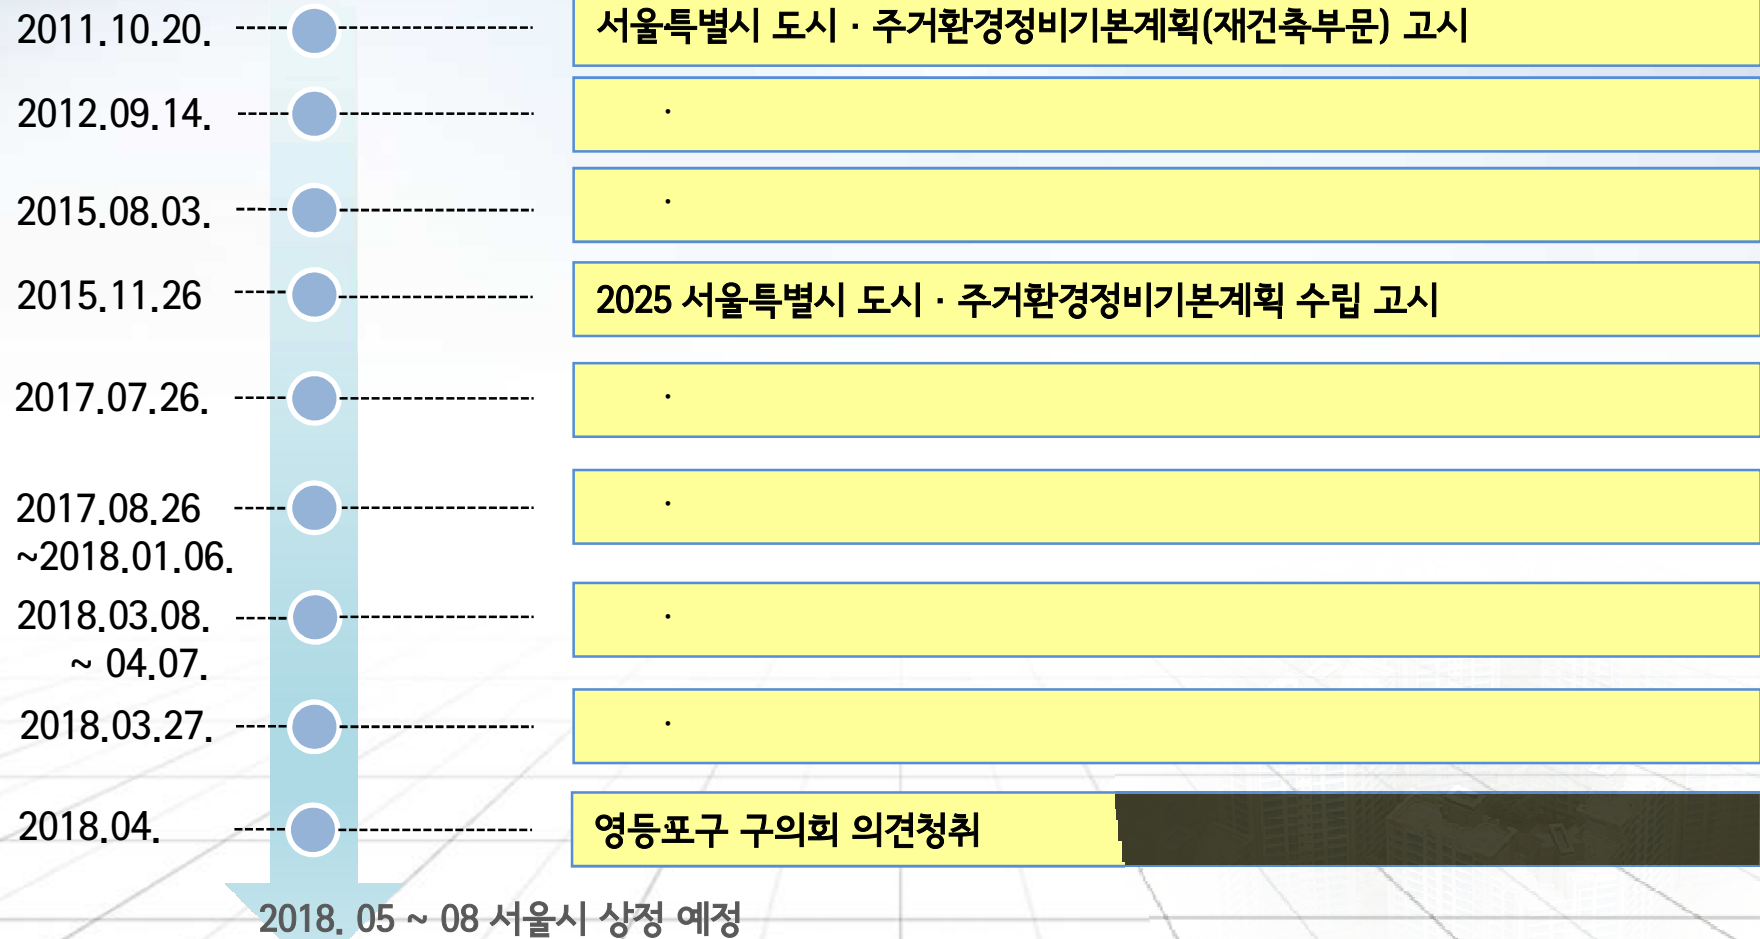 2011.10.20. 서울특별시 도시 · 주거환경정비기본계획(재건축부문) 고시
2012.09.14. ·
2015.08.03. ·
2015.11.26 2025 서울특별시 도시 · 주거환경정비기본계획 수립 고시
2017.07.26. ·
2017.08.26 ·
~2018.01.06.
2018.03.08. ·
~ 04.07.
2018.03.27. ·
2018.04. 영등포구 구의회 의견청취
2018. 05 ~ 08 서울시 상정 예정